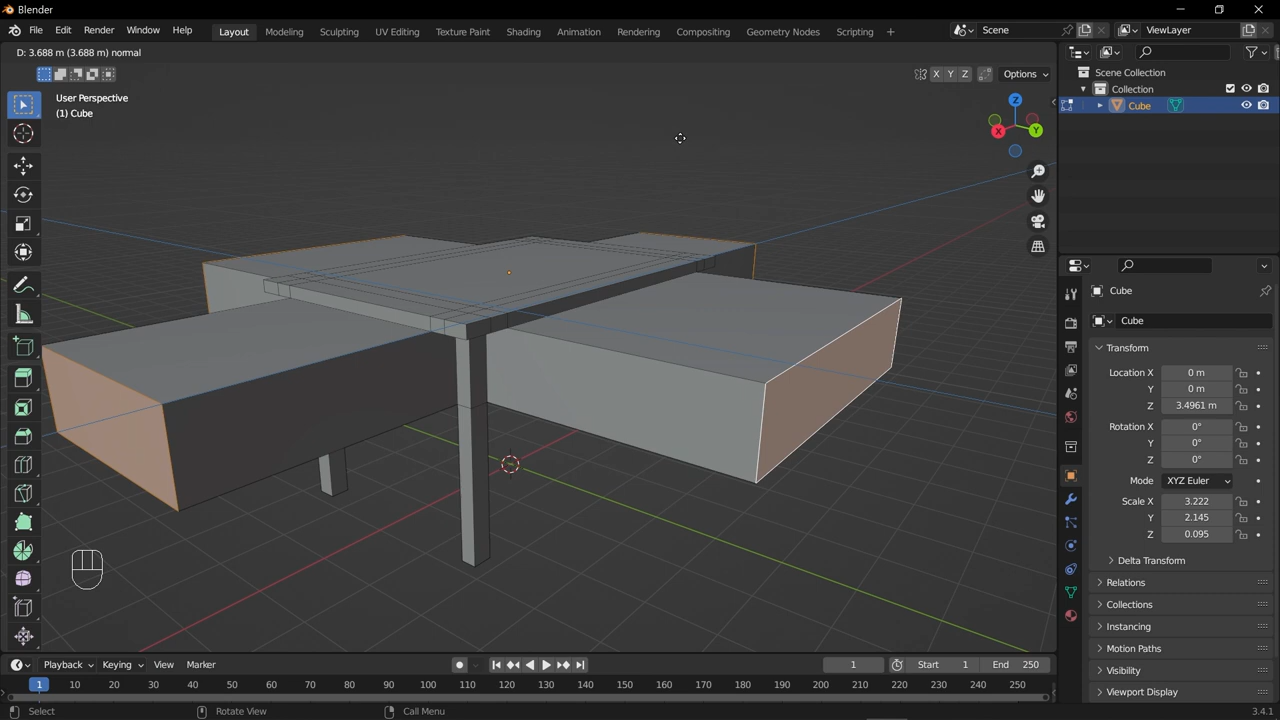 Blender
File Edit Render Window Help Layout Modeling Sculpting UV Editing Texture Paint Shading Animation Rendering Compositing Geometry Nodes Scripting + Scene ViewLayer
D: 3.688 m (3.688 m) normal
X Y Z Options
User Perspective
(1) Cube
Z
X
Y
Scene Collection
Collection
Cube
Cube
Cube
Transform
Location X 0 m
Y 0 m
Z 3.4961 m
Rotation X 0°
Y 0°
Z 0°
Mode XYZ Euler
Scale X 3.222
Y 2.145
Z 0.095
Delta Transform
Relations
Collections
Instancing
Motion Paths
Visibility
Viewport Display
Playback Keying View Marker 1 Start 1 End 250
1 10 20 30 40 50 60 70 80 90 100 110 120 130 140 150 160 170 180 190 200 210 220 230 240 250
Select Rotate View Call Menu 3.4.1